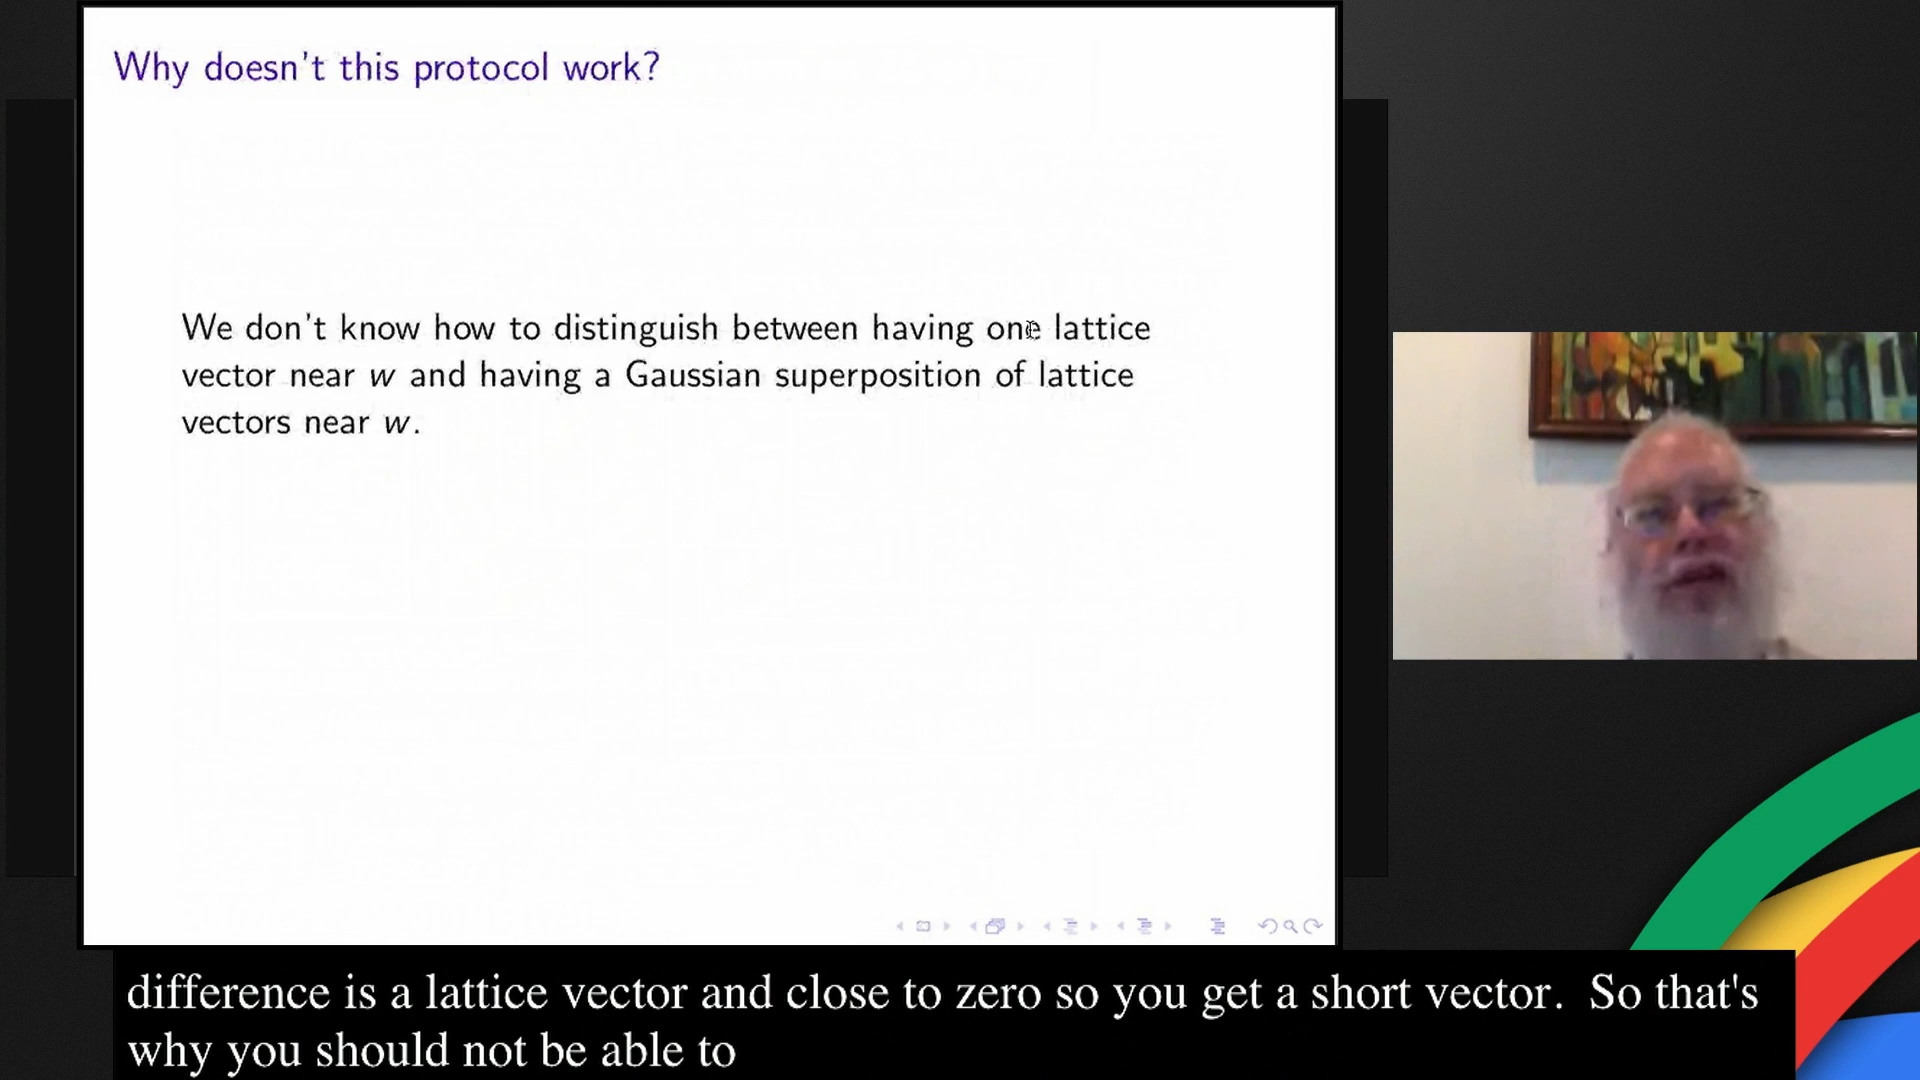 Why doesn't this protocol work?
We don't know how to distinguish between having one lattice
vector near w and having a Gaussian superposition of lattice
vectors near w.
difference is a lattice vector and close to zero so you get a short vector.  So that's
why you should not be able to